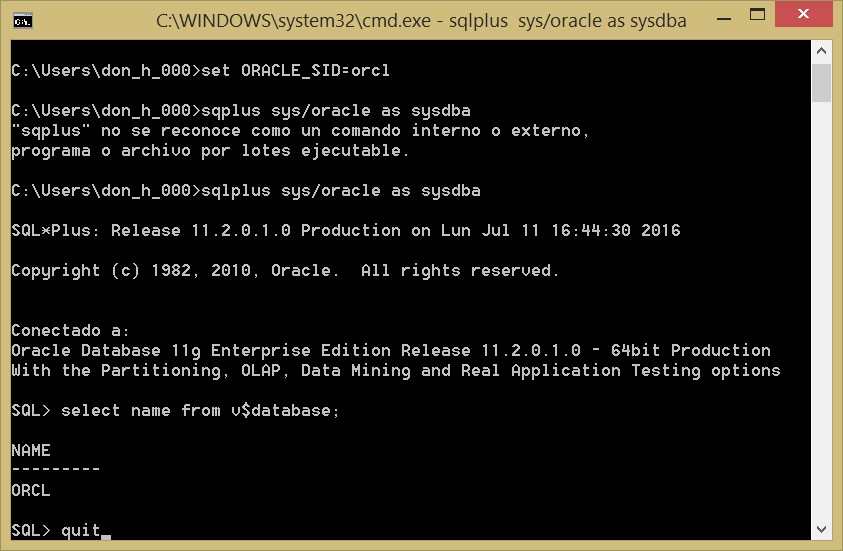 C:\WINDOWS\system32\cmd.exe - sqlplus  sys/oracle as sysdba
C:\Users\don_h_000>set ORACLE_SID=orcl
C:\Users\don_h_000>sqplus sys/oracle as sysdba
"sqplus" no se reconoce como un comando interno o externo,
programa o archivo por lotes ejecutable.
C:\Users\don_h_000>sqlplus sys/oracle as sysdba
SQL*Plus: Release 11.2.0.1.0 Production on Lun Jul 11 16:44:30 2016
Copyright (c) 1982, 2010, Oracle.  All rights reserved.
Conectado a:
Oracle Database 11g Enterprise Edition Release 11.2.0.1.0 - 64bit Production
With the Partitioning, OLAP, Data Mining and Real Application Testing options
SQL> select name from v$database;
NAME
---------
ORCL
SQL> quit_